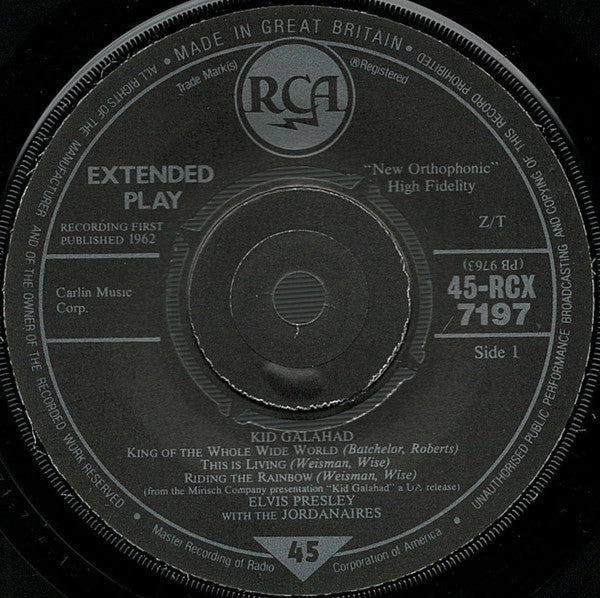 MADE IN GREAT BRITAIN
ALL RIGHTS OF THE MANUFACTURER AND OF THE OWNER OF THE RECORDED WORK RESERVED
UNAUTHORISED PUBLIC PERFORMANCE BROADCASTING AND COPYING OF THIS RECORD PROHIBITED
Trade Mark(s)
®Registered
RCA
EXTENDED
PLAY
"New Orthophonic"
High Fidelity
RECORDING FIRST
PUBLISHED 1962
Z/T
(PB 9763)
Carlin Music
Corp.
45-RCX
7197
Side 1
KID GALAHAD
KING OF THE WHOLE WIDE WORLD (Batchelor, Roberts)
THIS IS LIVING (Weisman, Wise)
RIDING THE RAINBOW (Weisman, Wise)
(from the Mirisch Company presentation "Kid Galahad" a UA release)
ELVIS PRESLEY
WITH THE JORDANAIRES
45
Master Recording of Radio Corporation of America